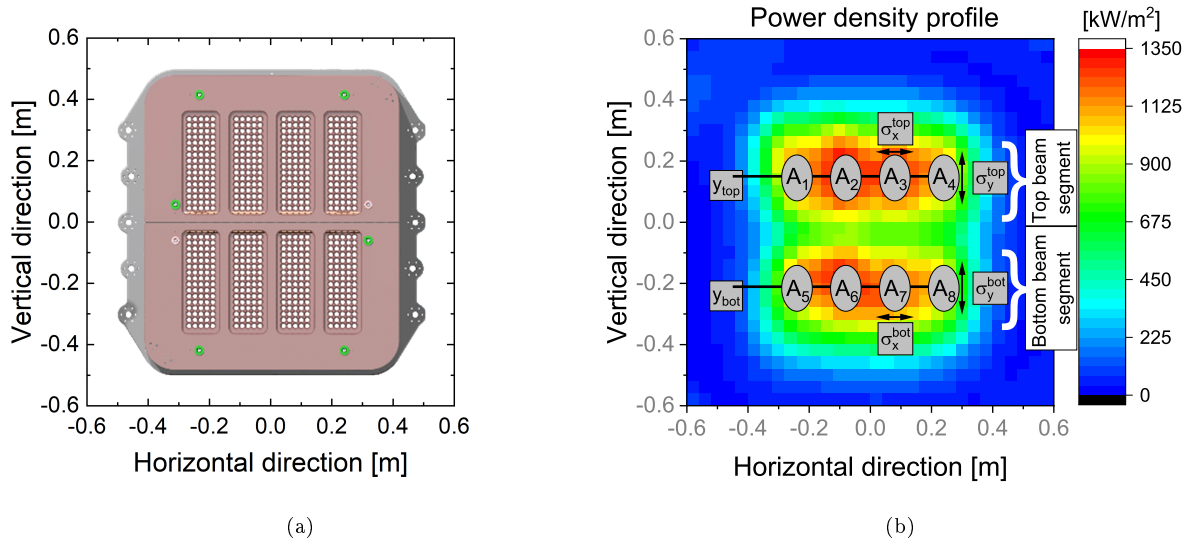 0.6
0.4
0.2
0.0
-0.2
-0.4
-0.6
-0.6 -0.4 -0.2 0.0 0.2 0.4 0.6
Vertical direction [m]
Horizontal direction [m]
(a)
Power density profile
[kW/m²]
0.6
0.4
0.2
0.0
-0.2
-0.4
-0.6
-0.6 -0.4 -0.2 0.0 0.2 0.4 0.6
Vertical direction [m]
Horizontal direction [m]
σₓᵗᵒᵖ
y_top
A₁ A₂ A₃ A₄
σ_yᵗᵒᵖ
Top beam
segment
y_bot
A₅ A₆ A₇ A₈
σ_yᵇᵒᵗ
σₓᵇᵒᵗ
Bottom beam
segment
1350
1125
900
675
450
225
0
(b)